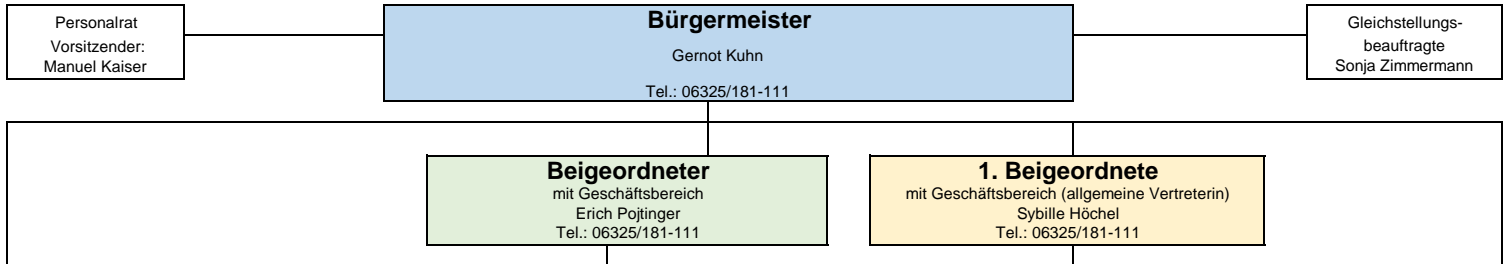 Personalrat
Vorsitzender:
Manuel Kaiser
Bürgermeister
Gernot Kuhn
Tel.: 06325/181-111
Gleichstellungs-
beauftragte
Sonja Zimmermann
Beigeordneter
mit Geschäftsbereich
Erich Pojtinger
Tel.: 06325/181-111
1. Beigeordnete
mit Geschäftsbereich (allgemeine Vertreterin)
Sybille Höchel
Tel.: 06325/181-111